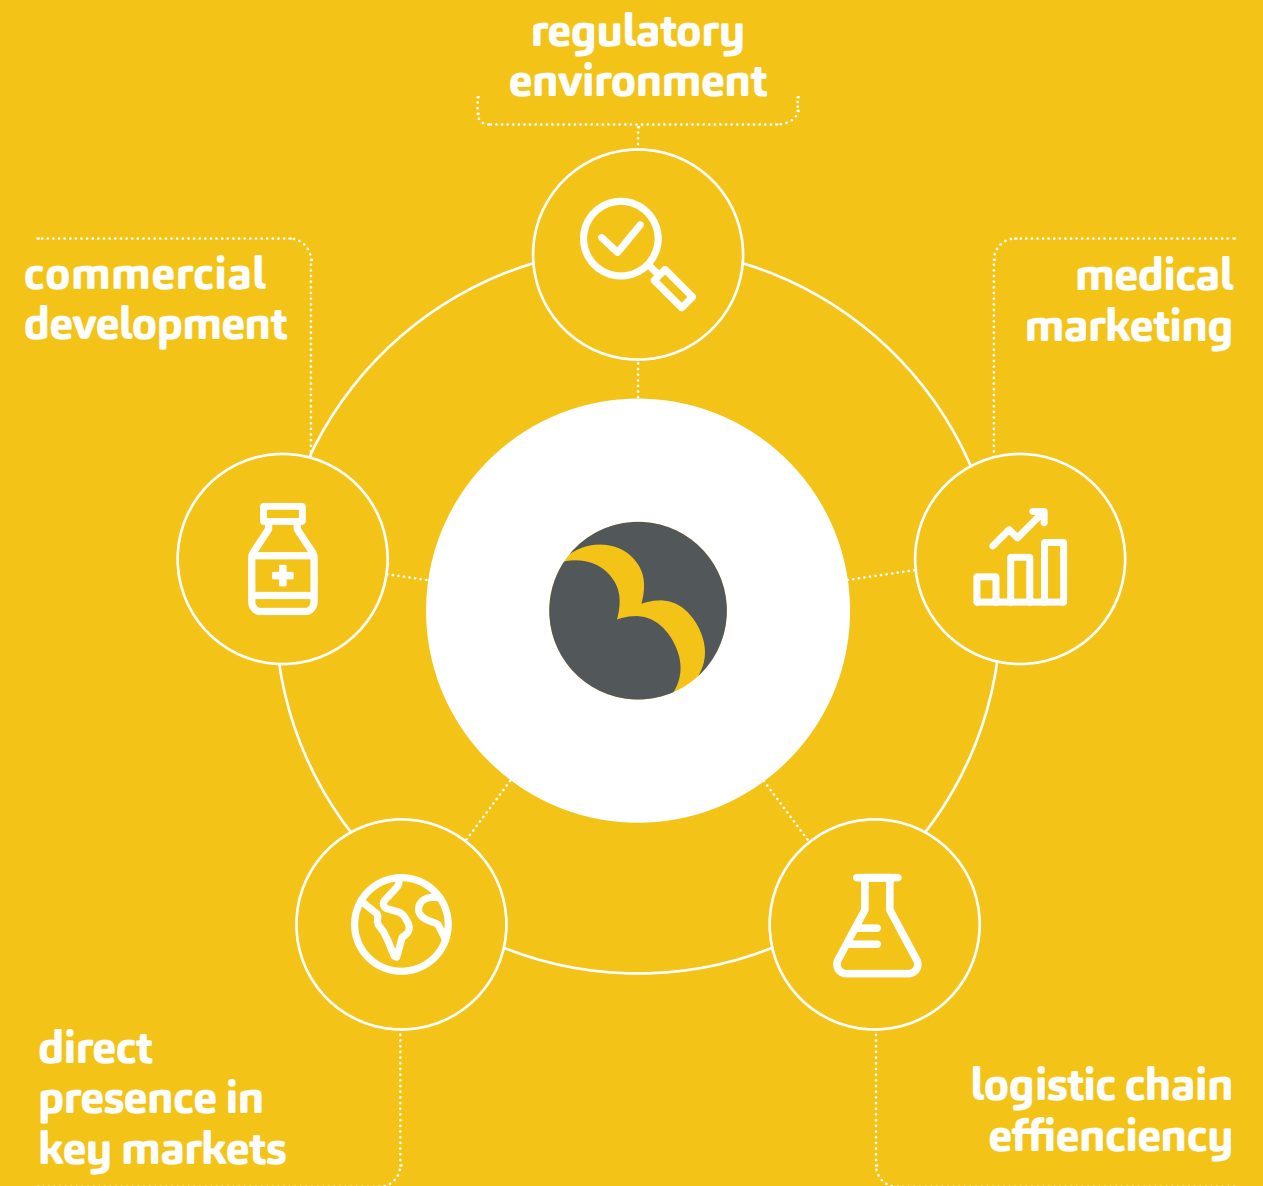 regulatory
environment
commercial
development
medical
marketing
direct
presence in
key markets
logistic chain
effienciency